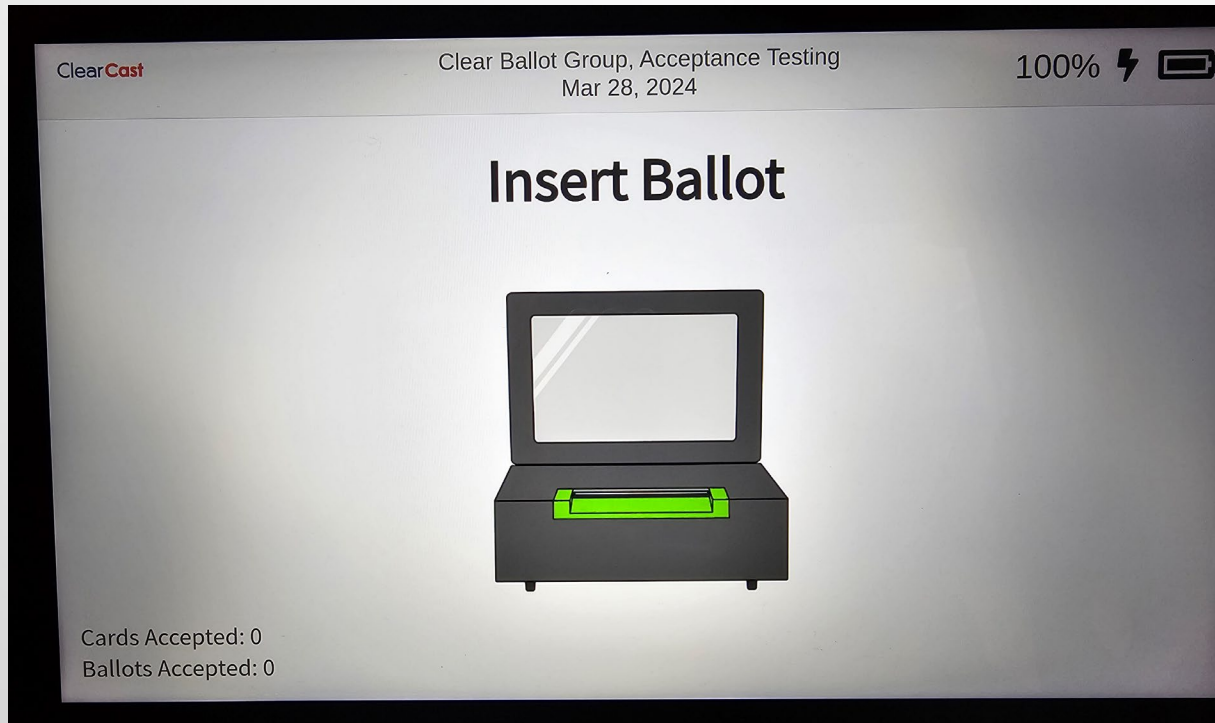 ClearCast
Clear Ballot Group, Acceptance Testing
Mar 28, 2024
100%
Insert Ballot
Cards Accepted: 0
Ballots Accepted: 0